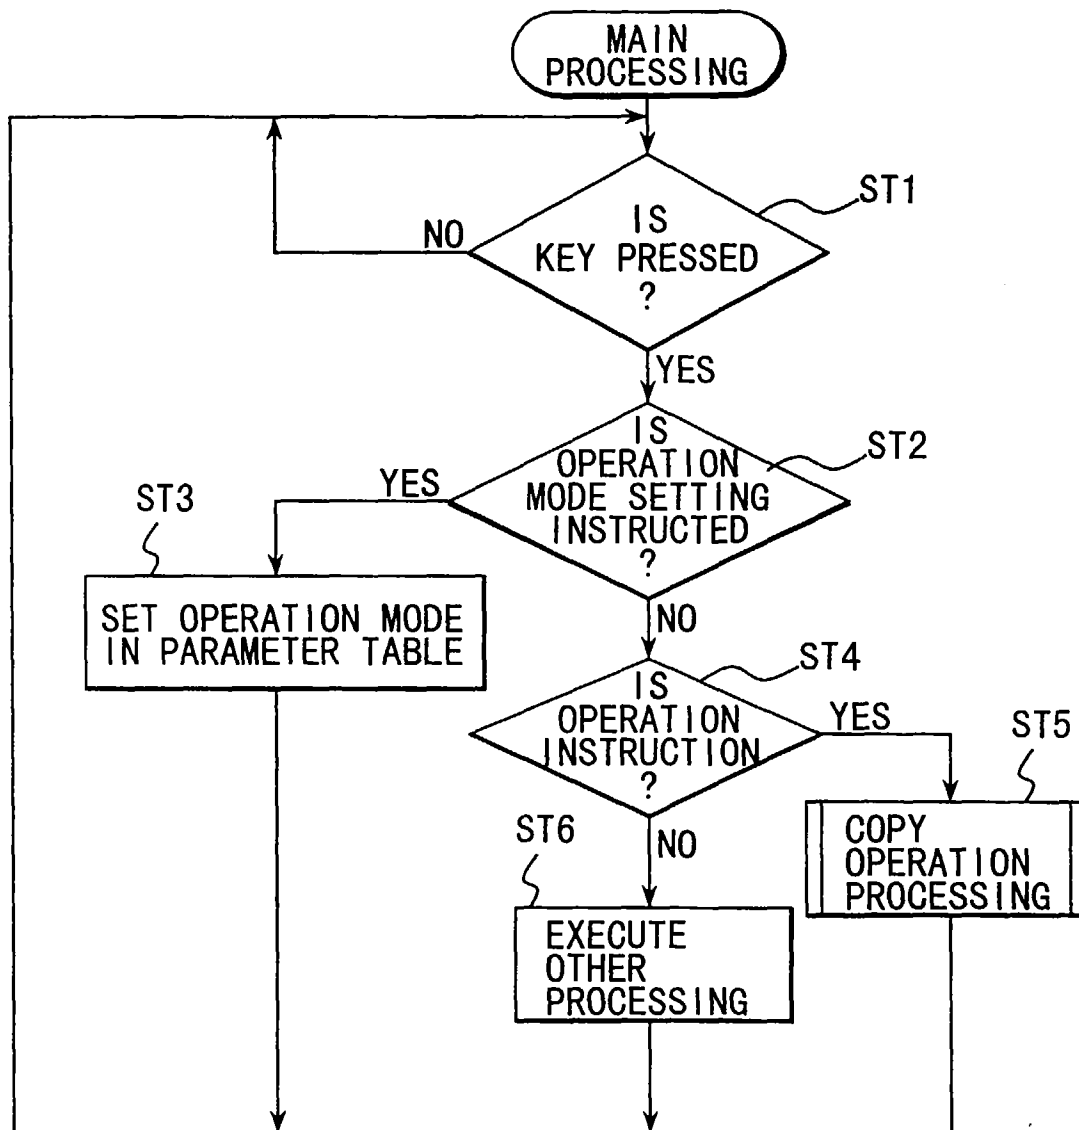 MAIN
PROCESSING
ST1
IS
KEY PRESSED
?
NO
YES
ST2
IS
OPERATION
MODE SETTING
INSTRUCTED
?
YES
NO
ST3
SET OPERATION MODE
IN PARAMETER TABLE
ST4
IS
OPERATION
INSTRUCTION
?
YES
NO
ST5
COPY
OPERATION
PROCESSING
ST6
EXECUTE
OTHER
PROCESSING